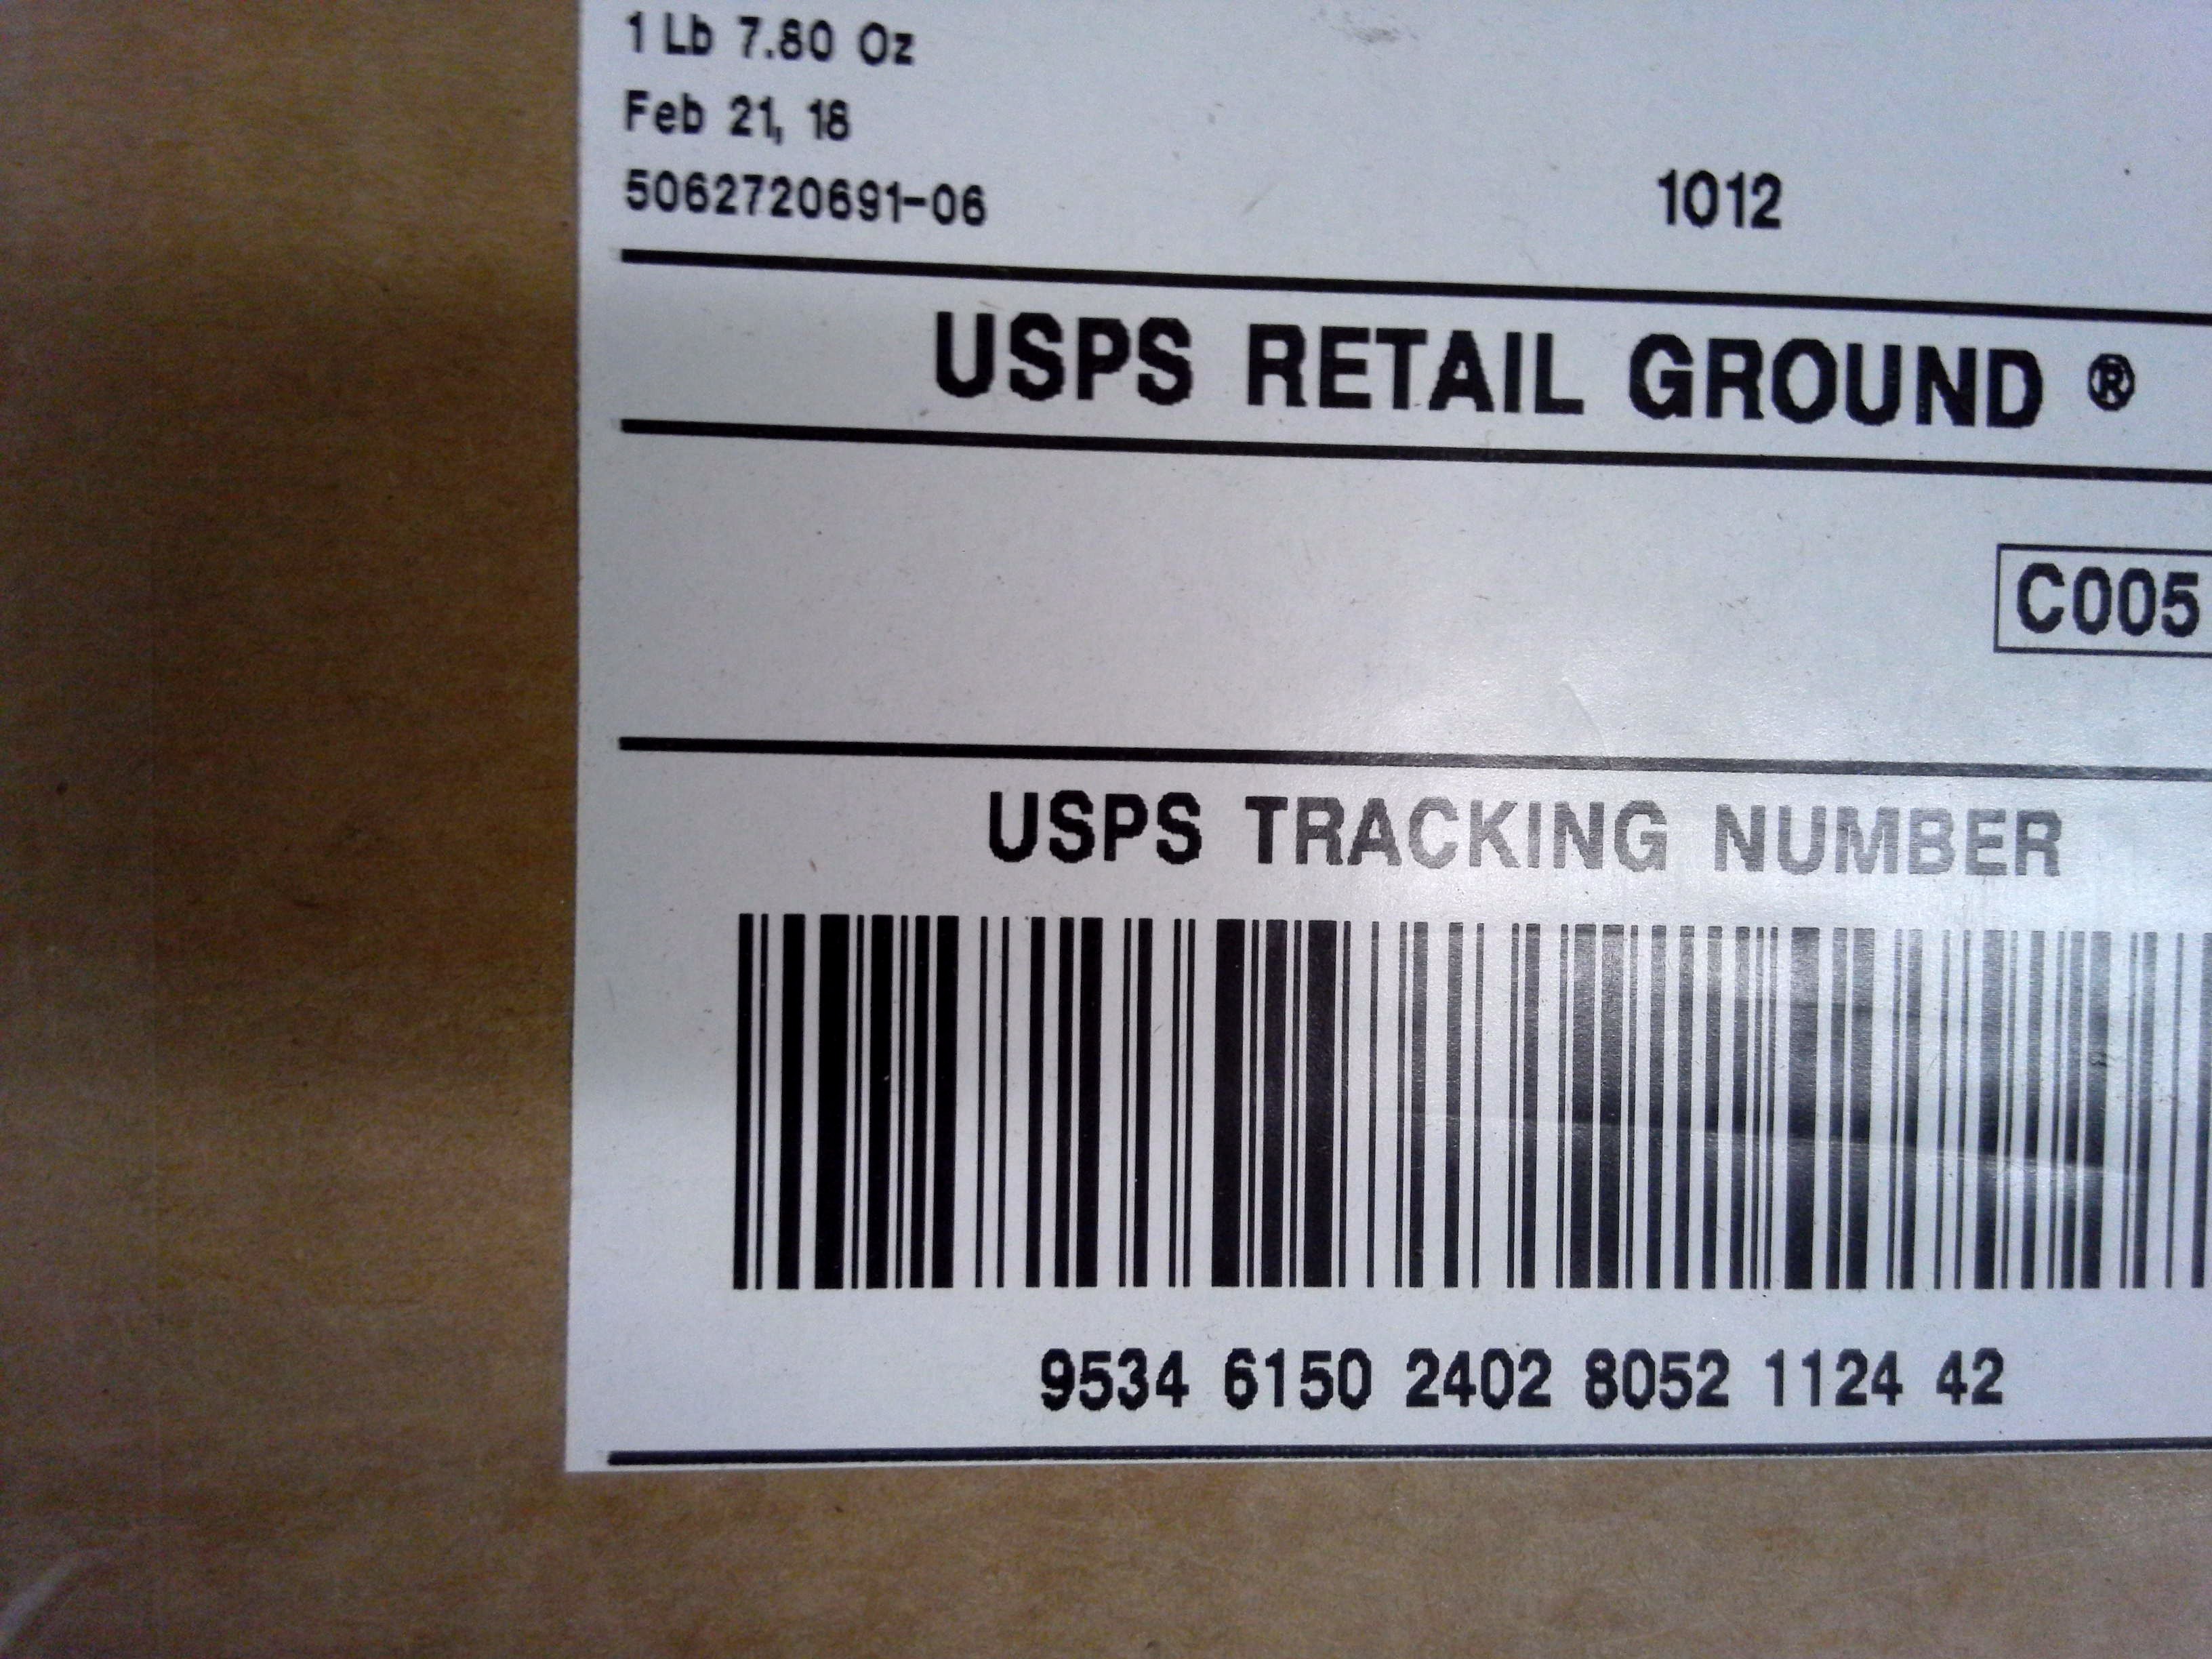 1 Lb 7.80 Oz
Feb 21, 18
5062720691-06
1012
USPS RETAIL GROUND ®
C005
USPS TRACKING NUMBER
9534 6150 2402 8052 1124 42